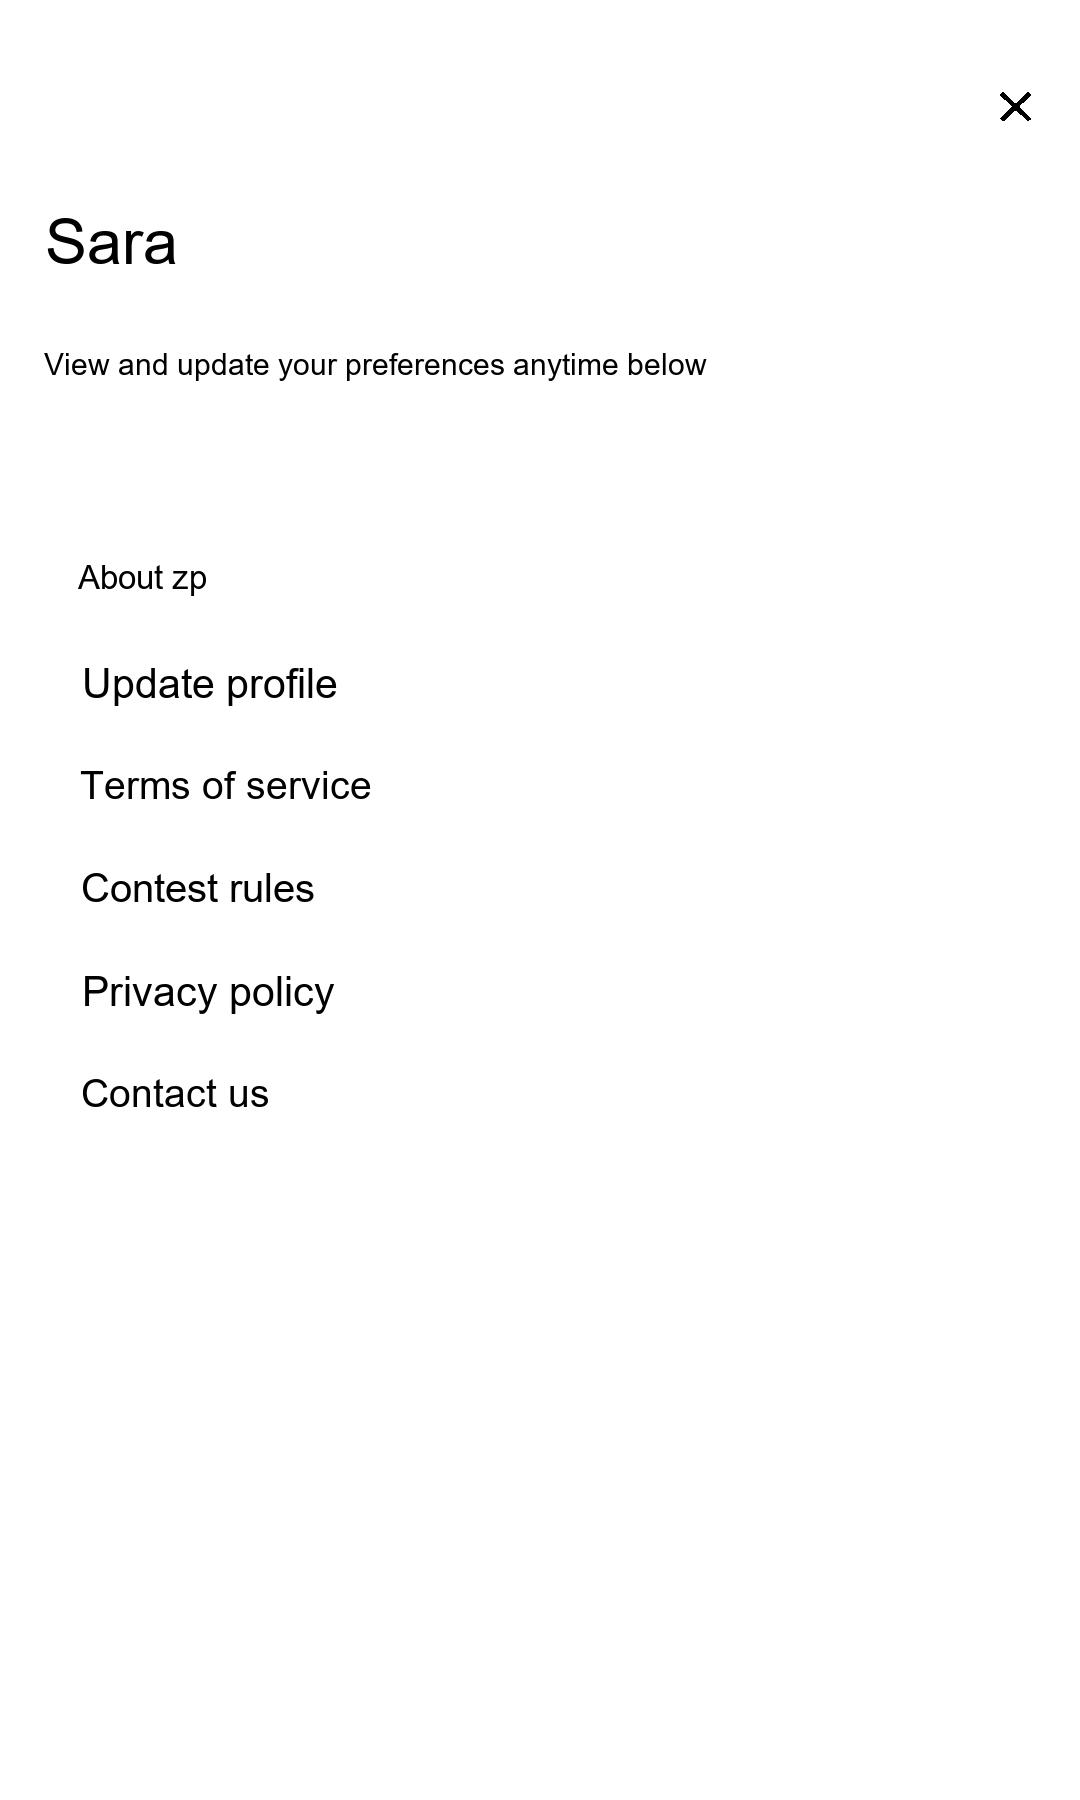 Sara
View and update your preferences anytime below
About zp
Update profile
Terms of service
Contest rules
Privacy policy
Contact us